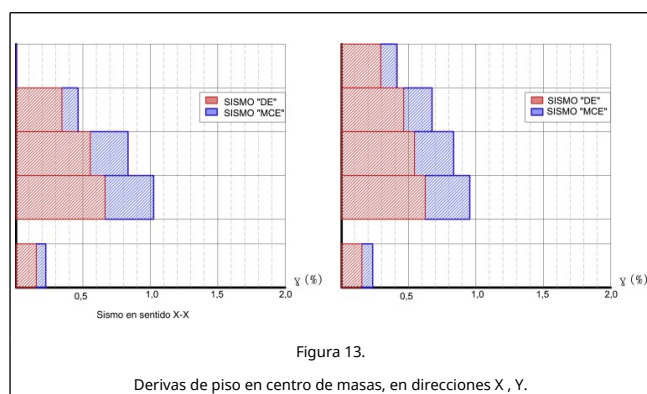 SISMO "DE"
SISMO "MCE"
SISMO "DE"
SISMO "MCE"
0,5 1,0 1,5 2,0 γ (%)
0,5 1,0 1,5 2,0 γ (%)
Sismo en sentido X-X
Figura 13.
Derivas de piso en centro de masas, en direcciones X , Y.